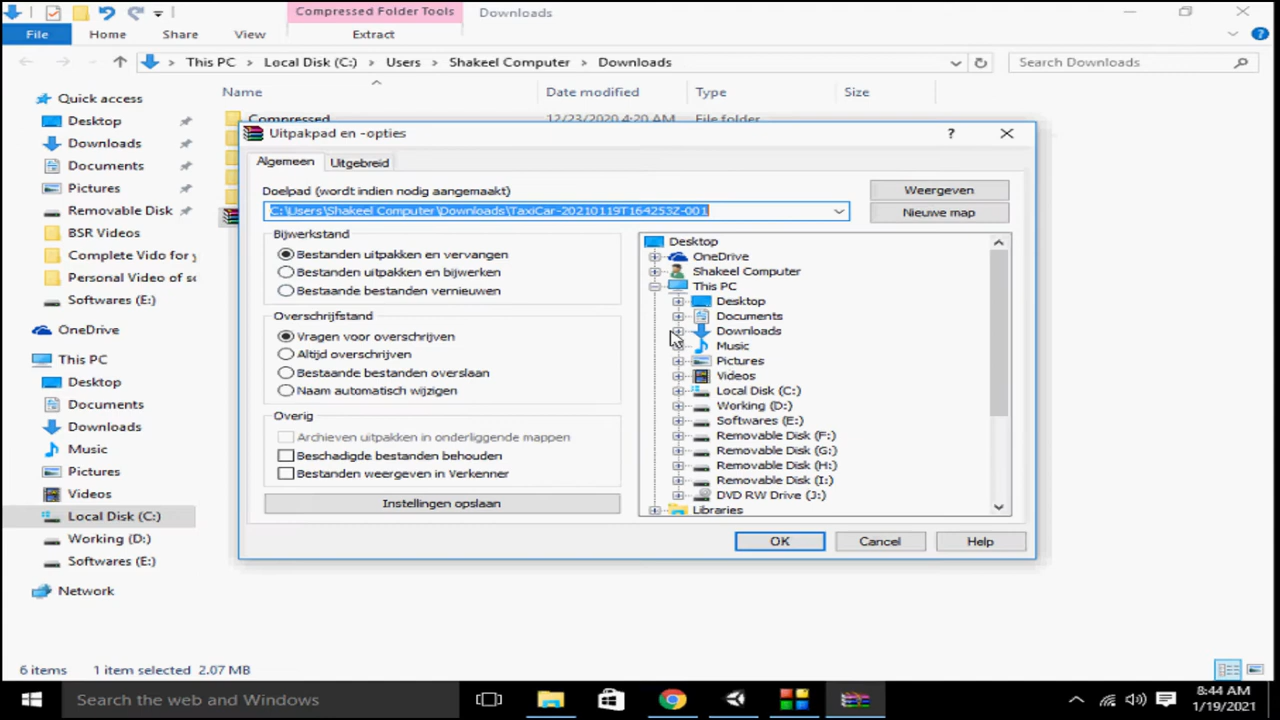 Compressed Folder Tools
Downloads
File
Home
Share
View
Extract
This PC
Local Disk (C:)
Users
Shakeel Computer
Downloads
Search Downloads
Name
Date modified
Type
Size
Quick access
Desktop
Downloads
Documents
Pictures
Removable Disk
BSR Videos
Complete Vido for y
Personal Video of se
Softwares (E:)
OneDrive
This PC
Desktop
Documents
Downloads
Music
Pictures
Videos
Local Disk (C:)
Working (D:)
Softwares (E:)
Network
Compressed
12/23/2020 4:20 AM
File folder
Uitpakpad en -opties
?
Algemeen
Uitgebreid
Doelpad (wordt indien nodig aangemaakt)
C:\Users\Shakeel Computer\Downloads\TaxiCar-20210119T164253Z-001
Weergeven
Nieuwe map
Bijwerkstand
Bestanden uitpakken en vervangen
Bestanden uitpakken en bijwerken
Bestaande bestanden vernieuwen
Overschrijfstand
Vragen voor overschrijven
Altijd overschrijven
Bestaande bestanden overslaan
Naam automatisch wijzigen
Overig
Archieven uitpakken in onderliggende mappen
Beschadigde bestanden behouden
Bestanden weergeven in Verkenner
Instellingen opslaan
Desktop
OneDrive
Shakeel Computer
This PC
Desktop
Documents
Downloads
Music
Pictures
Videos
Local Disk (C:)
Working (D:)
Softwares (E:)
Removable Disk (F:)
Removable Disk (G:)
Removable Disk (H:)
Removable Disk (I:)
DVD RW Drive (J:)
Libraries
OK
Cancel
Help
6 items
1 item selected 2.07 MB
Search the web and Windows
8:44 AM
1/19/2021